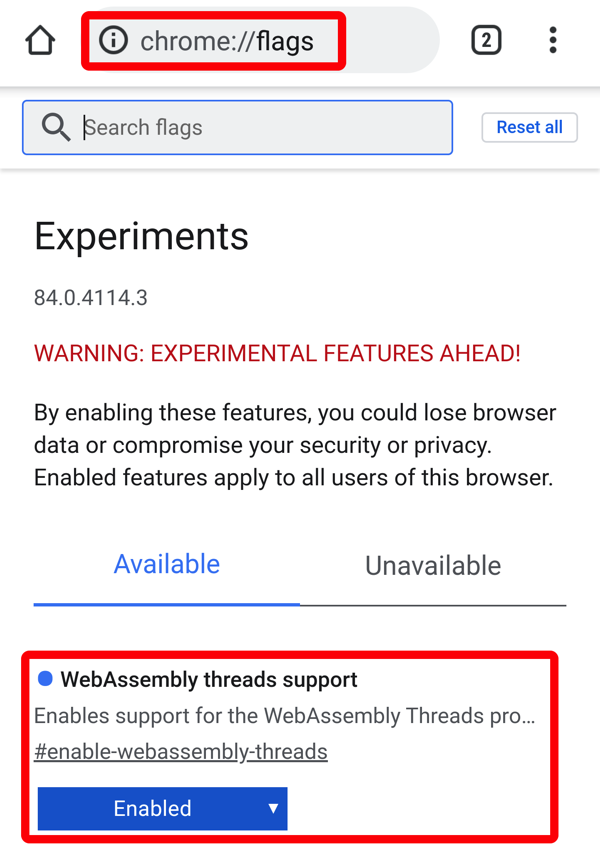 chrome://flags
2
Search flags
Reset all
Experiments
84.0.4114.3
WARNING: EXPERIMENTAL FEATURES AHEAD!
By enabling these features, you could lose browser
data or compromise your security or privacy.
Enabled features apply to all users of this browser.
Available
Unavailable
WebAssembly threads support
Enables support for the WebAssembly Threads pro...
#enable-webassembly-threads
Enabled